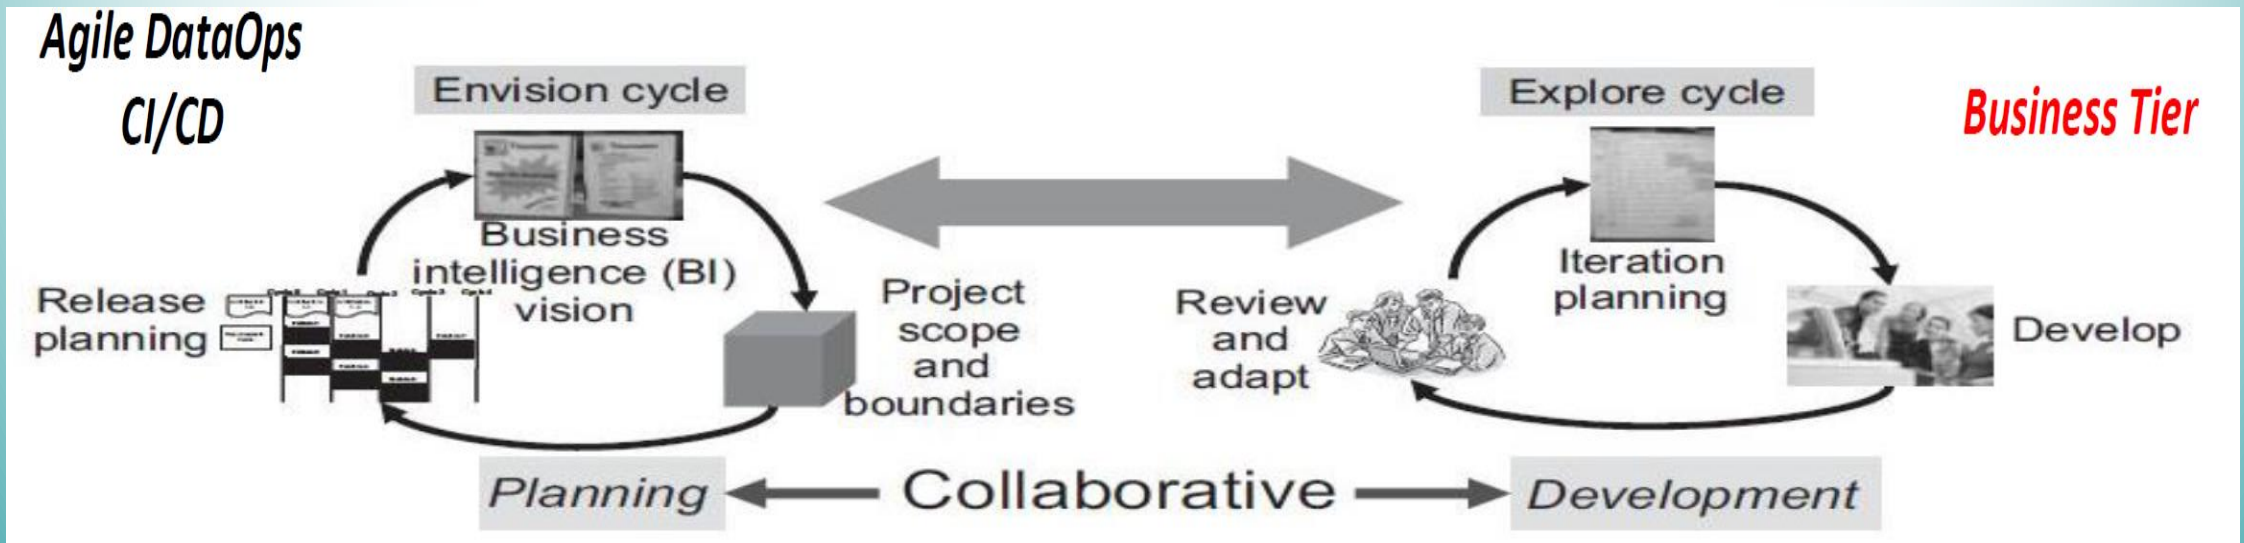 Agile DataOps
CI/CD
Envision cycle
Explore cycle
Business Tier
Business
intelligence (BI)
vision
Release
planning
Project
scope
and
boundaries
Iteration
planning
Review
and
adapt
Develop
Planning
Collaborative
Development